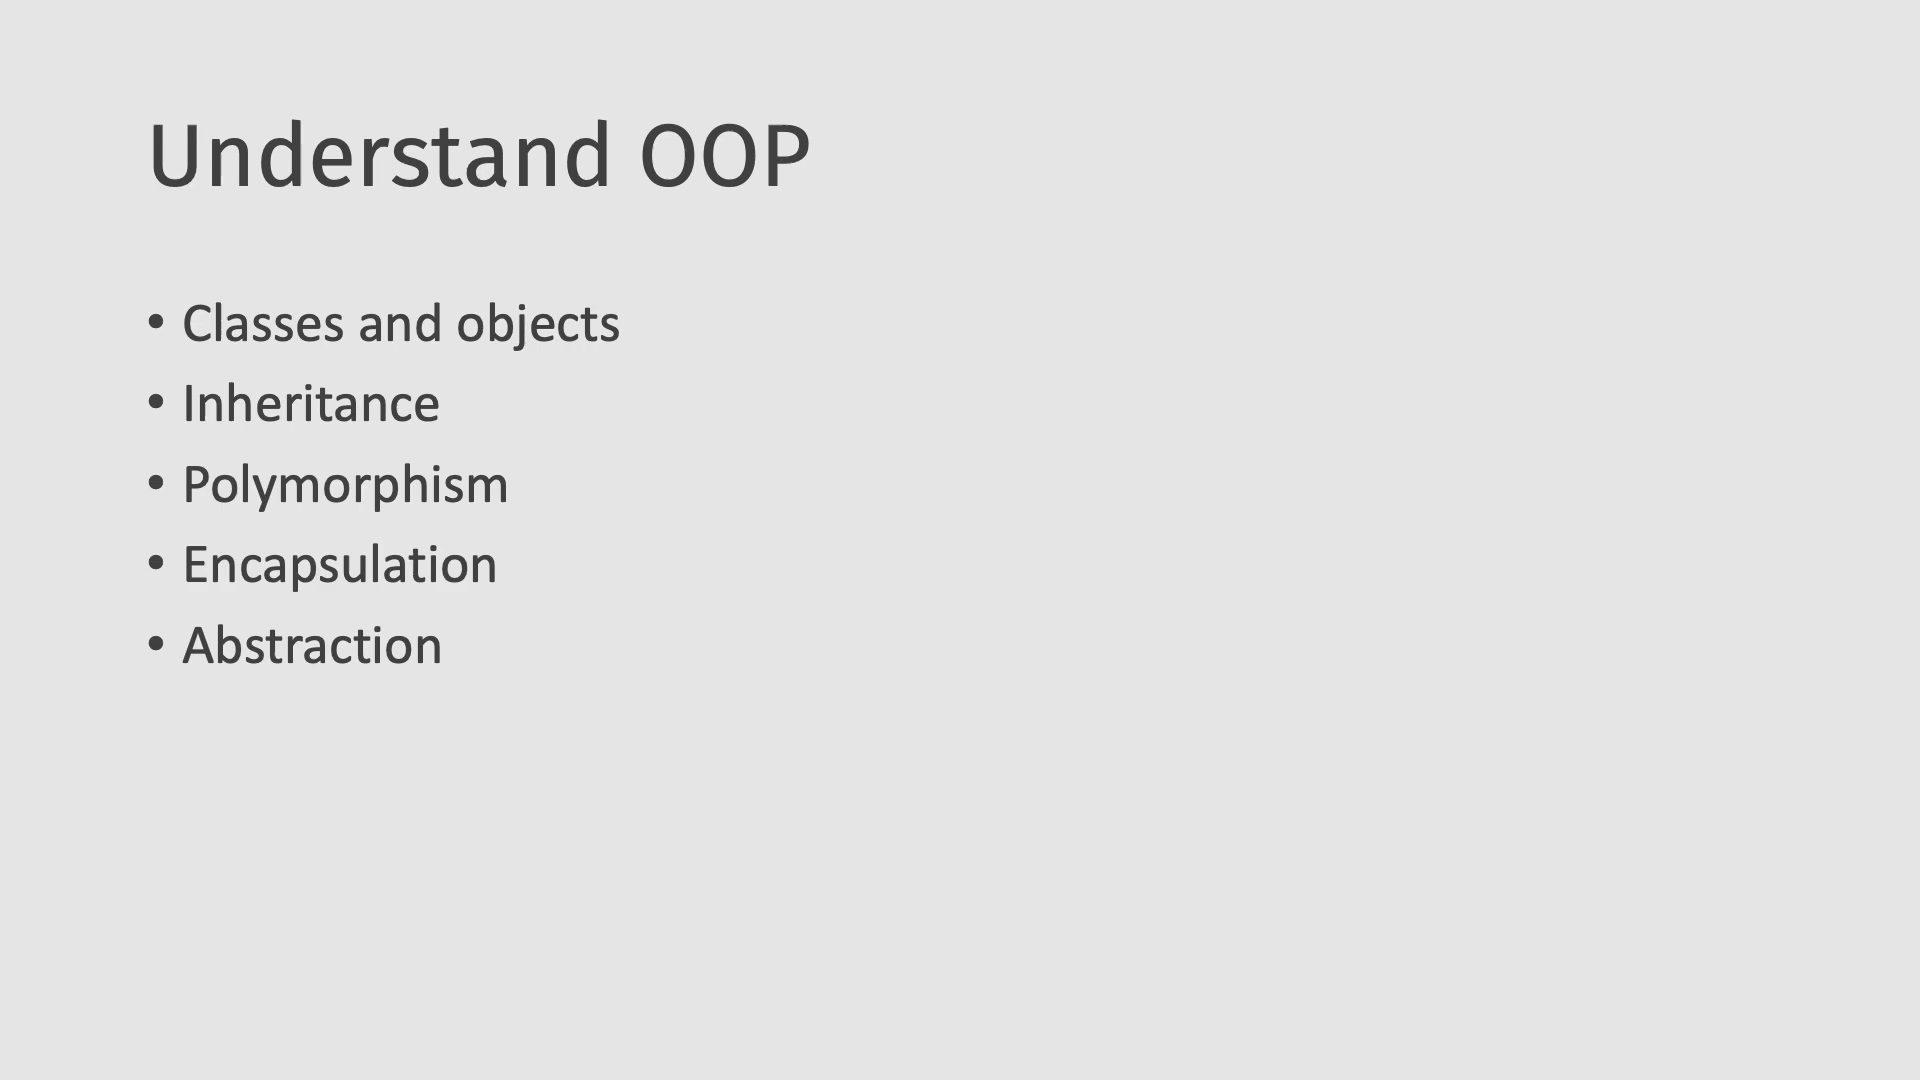 Understand OOP
• Classes and objects
• Inheritance
• Polymorphism
• Encapsulation
• Abstraction